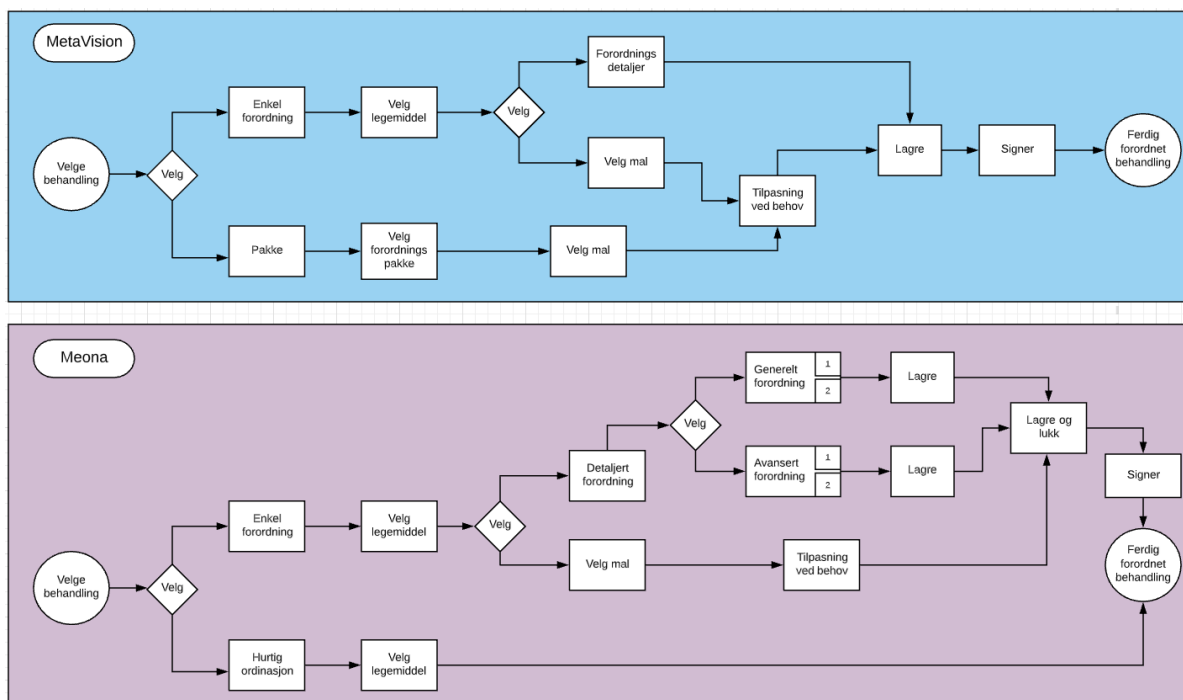 MetaVision
Velge
behandling
Velg
Enkel
forordning
Velg
legemiddel
Velg
Forordnings
detaljer
Velg mal
Pakke
Velg
forordnings
pakke
Velg mal
Tilpasning
ved behov
Lagre
Signer
Ferdig
forordnet
behandling
Meona
Velge
behandling
Velg
Enkel
forordning
Velg
legemiddel
Velg
Detaljert
forordning
Velg
Generelt
forordning
1
2
Lagre
Avansert
forordning
1
2
Lagre
Lagre og
lukk
Signer
Velg mal
Tilpasning
ved behov
Ferdig
forordnet
behandling
Hurtig
ordinasjon
Velg
legemiddel